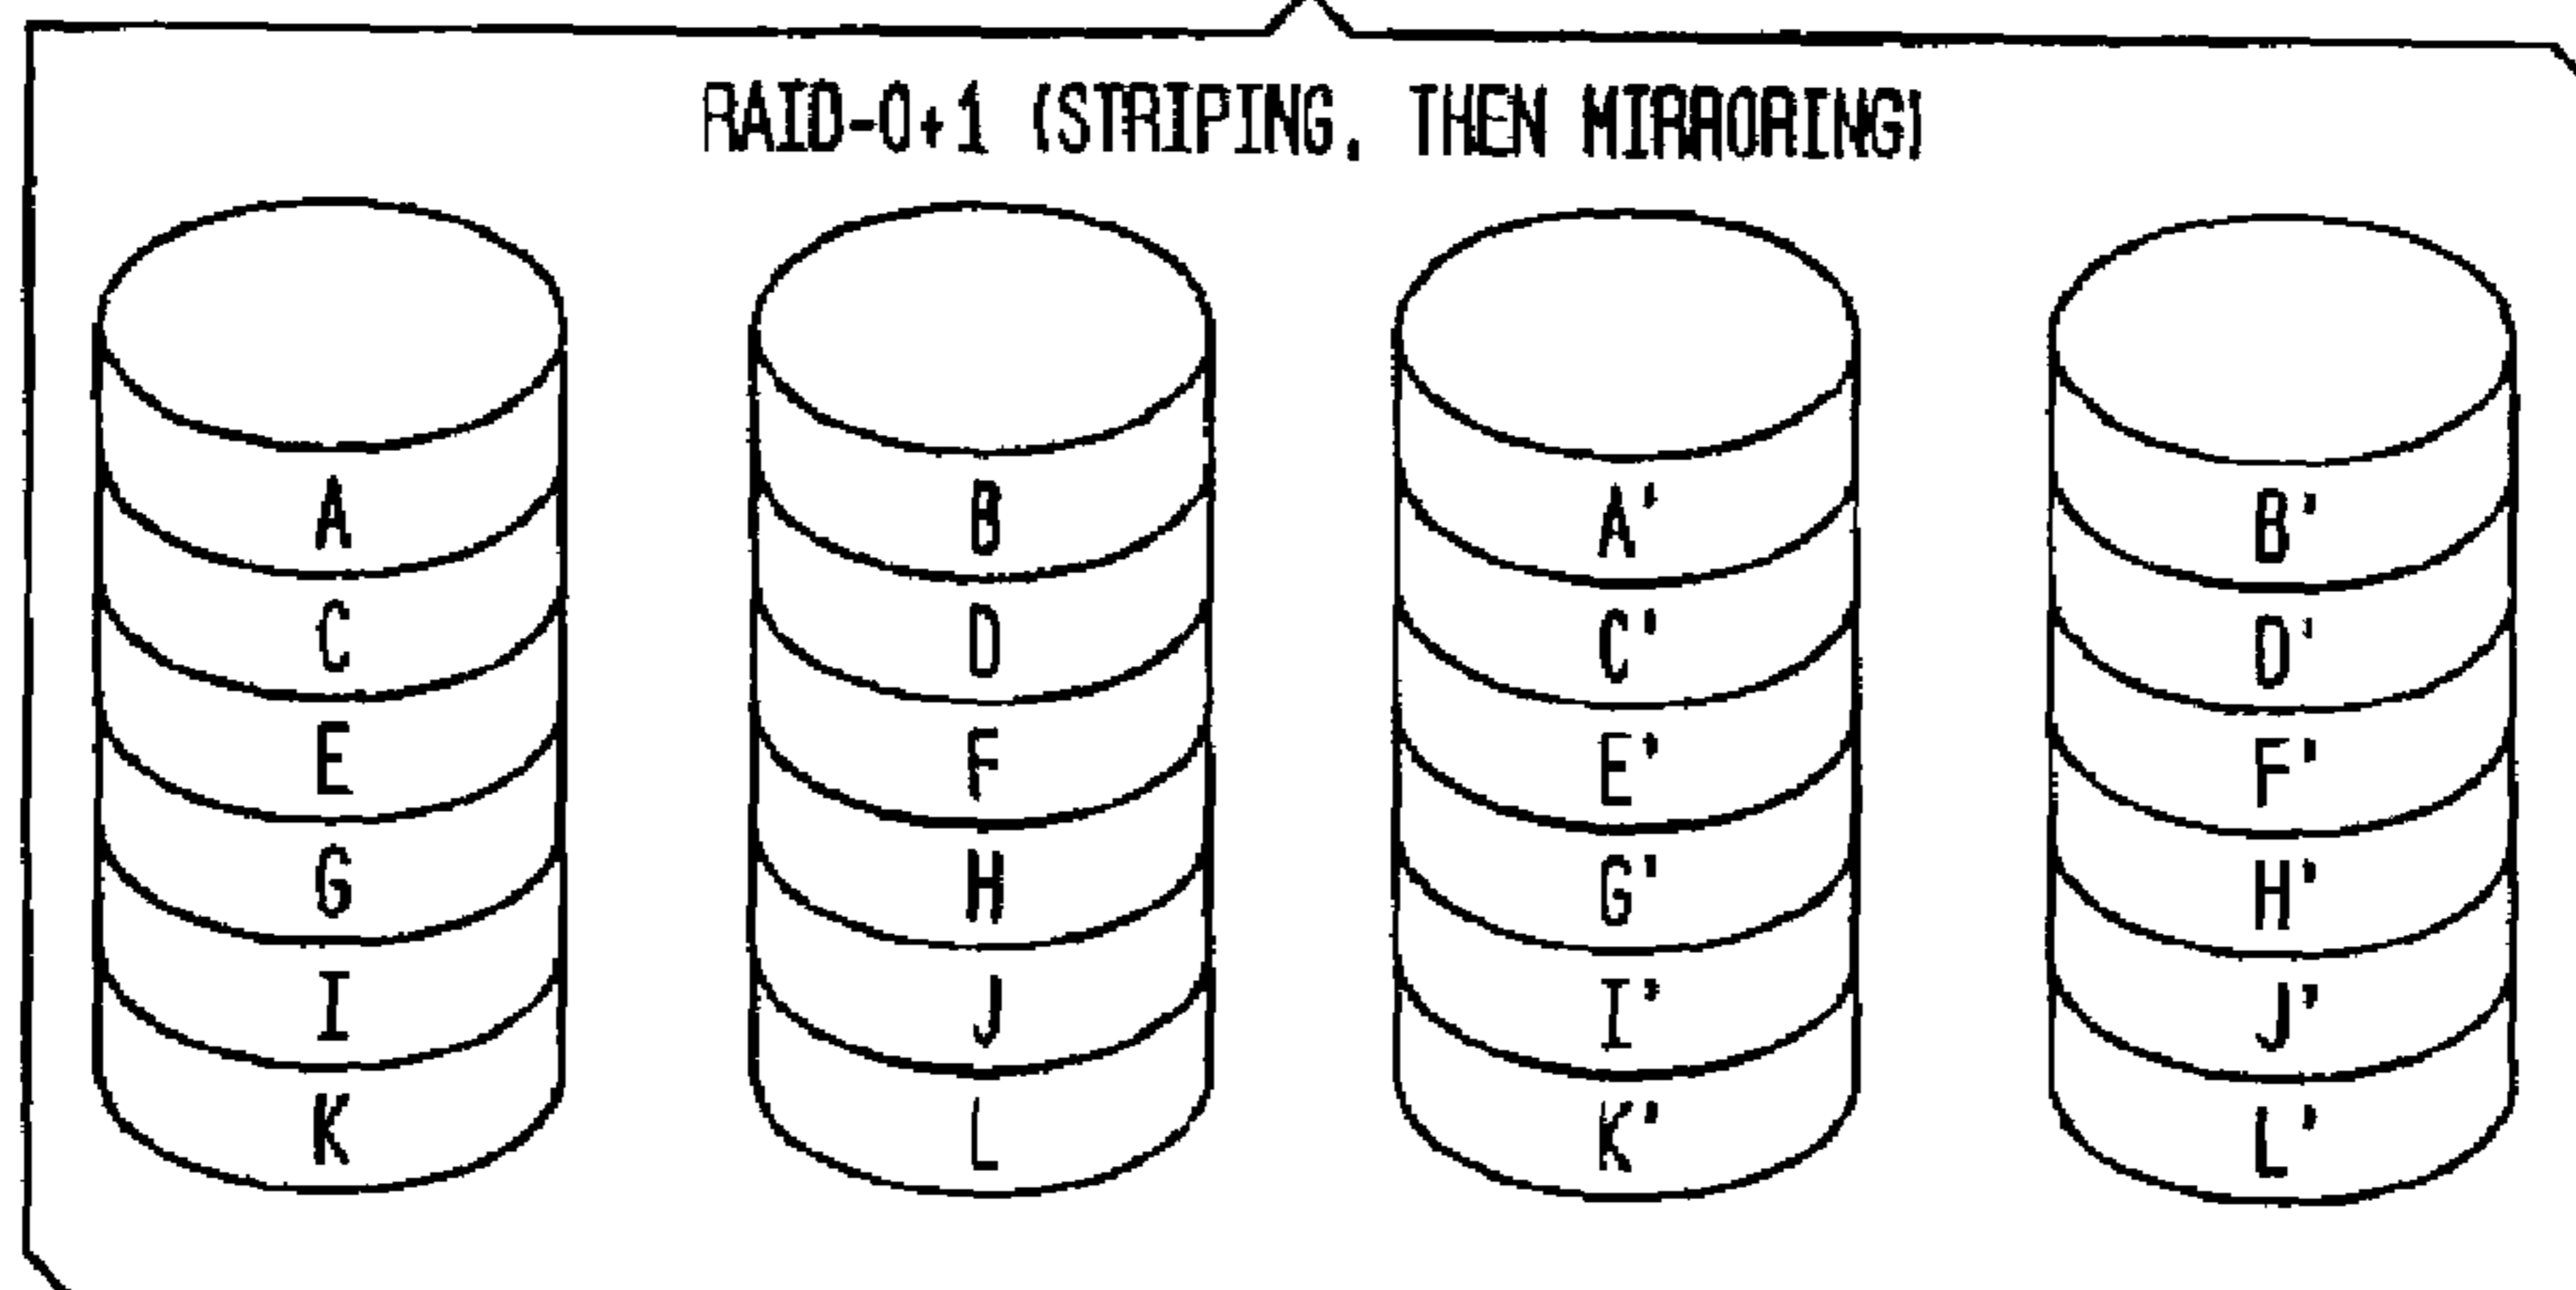 RAID-0+1 (STRIPING, THEN MIRRORING)
A B A' B'
C D C' D'
E F E' F'
G H G' H'
I J I' J'
K L K' L'